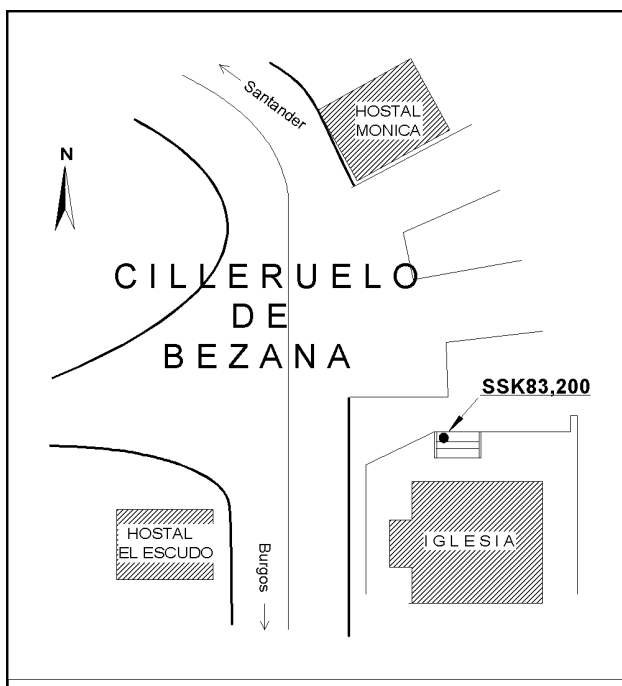 Santander
HOSTAL
MONICA
N
CILLERUELO
DE
BEZANA
SSK83,200
HOSTAL
EL ESCUDO
Burgos
IGLESIA